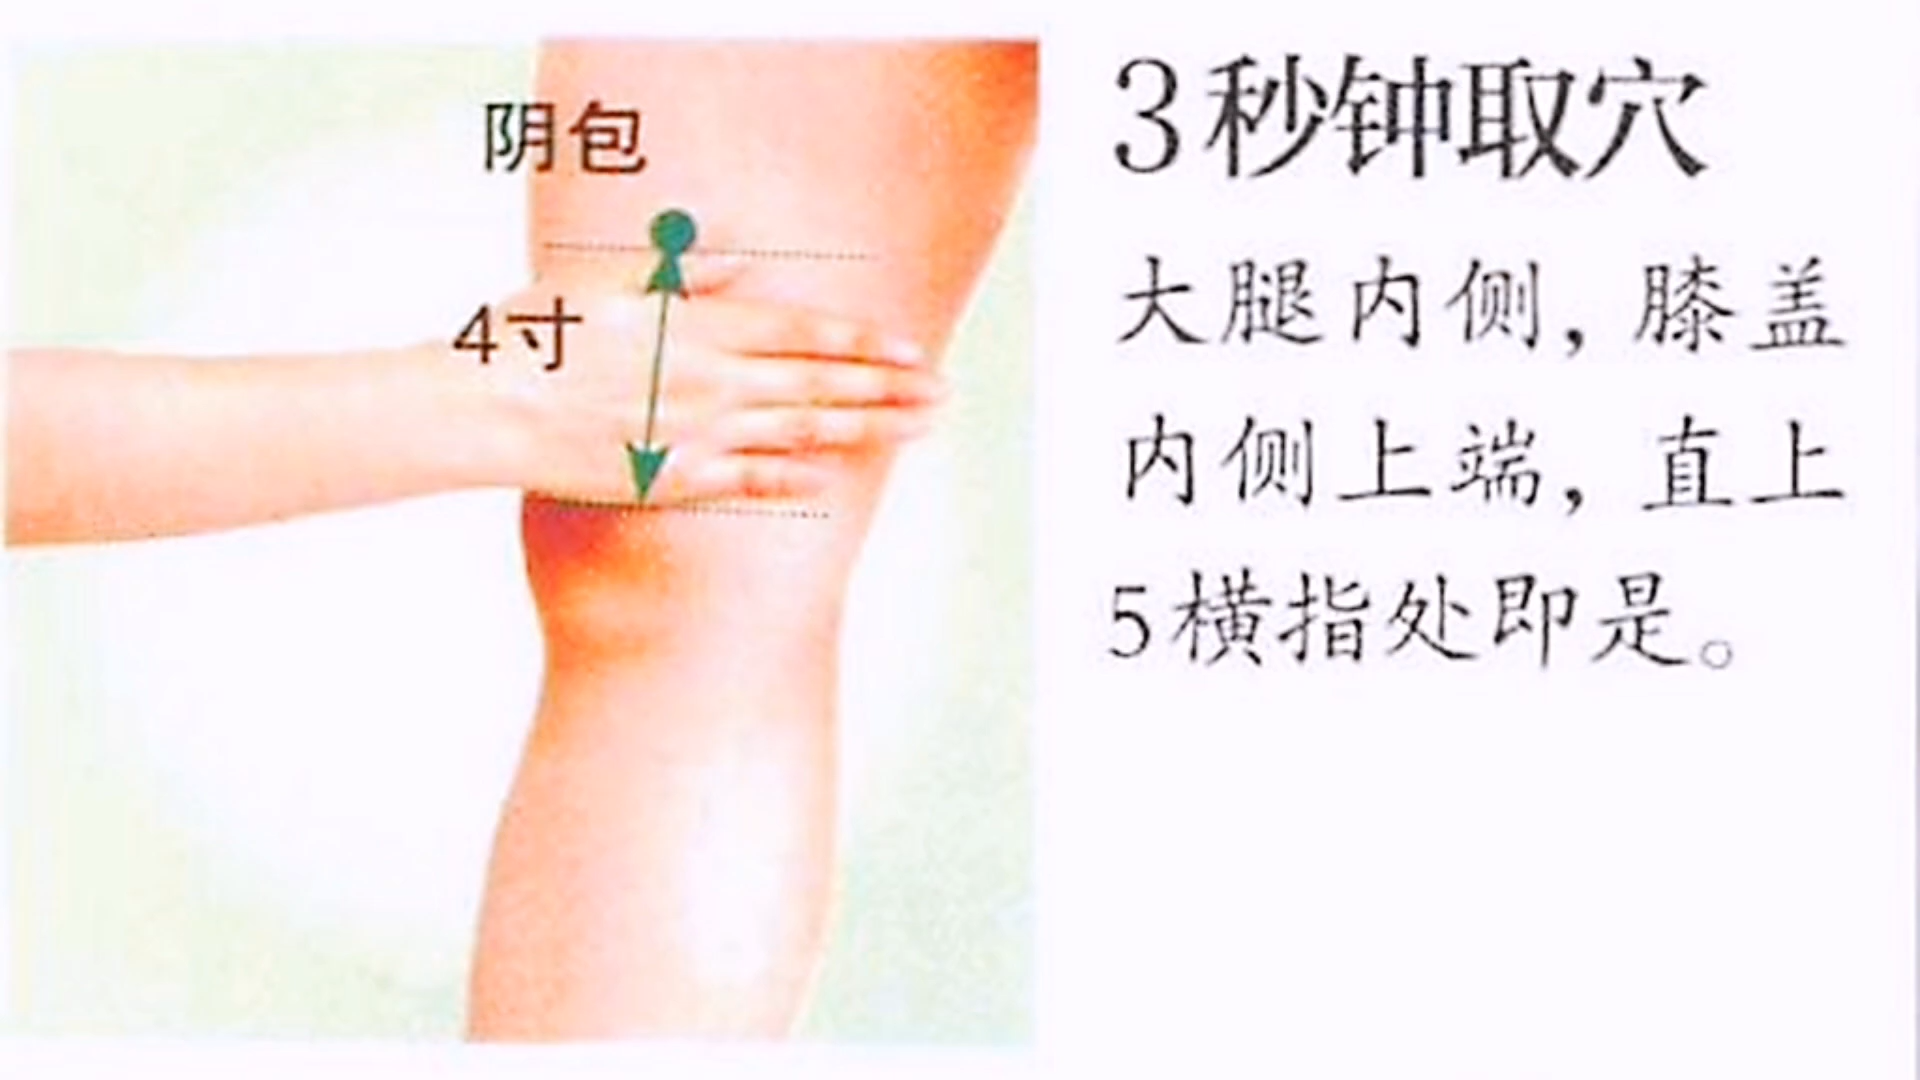 阴包
4寸
3秒钟取穴
大腿内侧，膝盖
内侧上端，直上
5横指处即是。